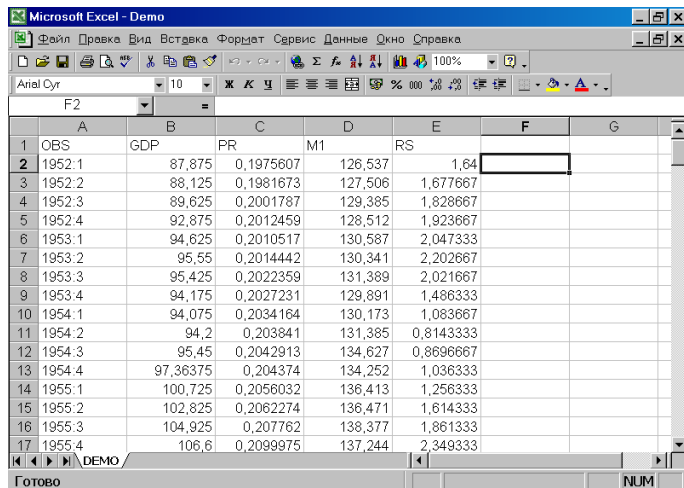 Microsoft Excel - Demo
Файл Правка Вид Вставка Формат Сервис Данные Окно Справка
100%
Arial Cyr 10 Ж К Ч % 000
F2 =
A B C D E F G
1 OBS GDP PR M1 RS
2 1952:1 87,875 0,1975607 126,537 1,64
3 1952:2 88,125 0,1981673 127,506 1,677667
4 1952:3 89,625 0,2001787 129,385 1,828667
5 1952:4 92,875 0,2012459 128,512 1,923667
6 1953:1 94,625 0,2010517 130,587 2,047333
7 1953:2 95,55 0,2014442 130,341 2,202667
8 1953:3 95,425 0,2022359 131,389 2,021667
9 1953:4 94,175 0,2027231 129,891 1,486333
10 1954:1 94,075 0,2034164 130,173 1,083667
11 1954:2 94,2 0,203841 131,385 0,8143333
12 1954:3 95,45 0,2042913 134,627 0,8696667
13 1954:4 97,36375 0,204374 134,252 1,036333
14 1955:1 100,725 0,2056032 136,413 1,256333
15 1955:2 102,825 0,2062274 136,471 1,614333
16 1955:3 104,925 0,207762 138,377 1,861333
17 1955:4 106,6 0,2099975 137,244 2,349333
DEMO
Готово NUM